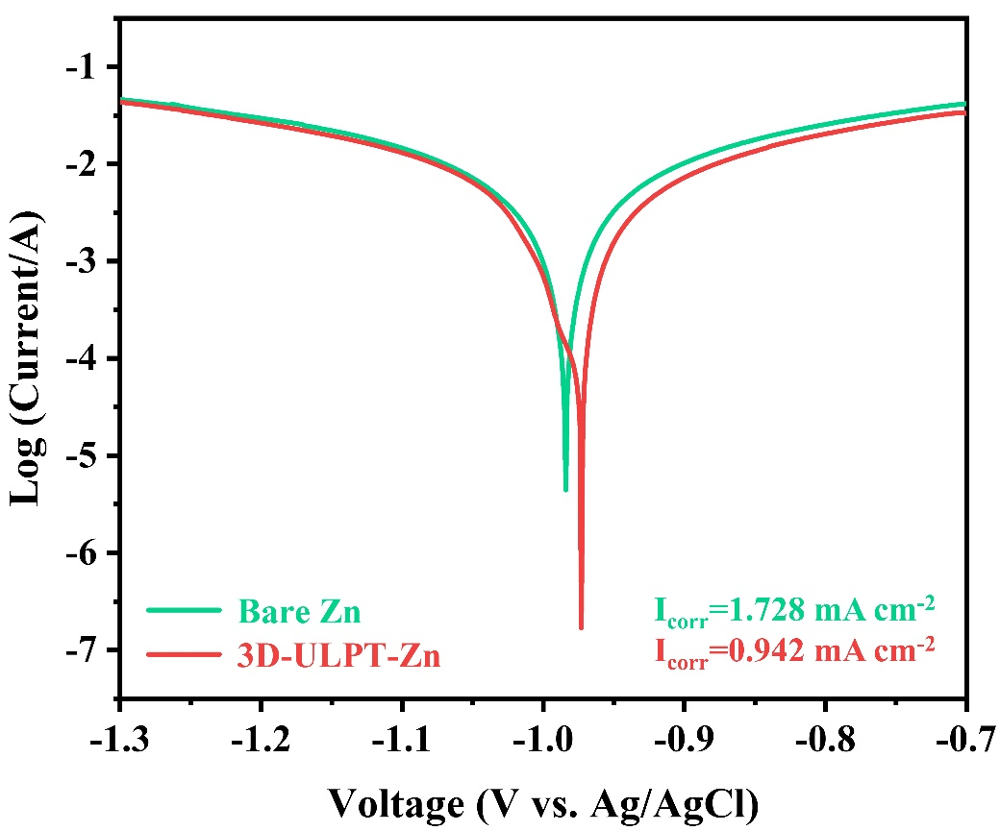 Log (Current/A)
-1
-2
-3
-4
-5
-6
-7
Bare Zn
3D-ULPT-Zn
I_corr=1.728 mA cm⁻²
I_corr=0.942 mA cm⁻²
-1.3 -1.2 -1.1 -1.0 -0.9 -0.8 -0.7
Voltage (V vs. Ag/AgCl)